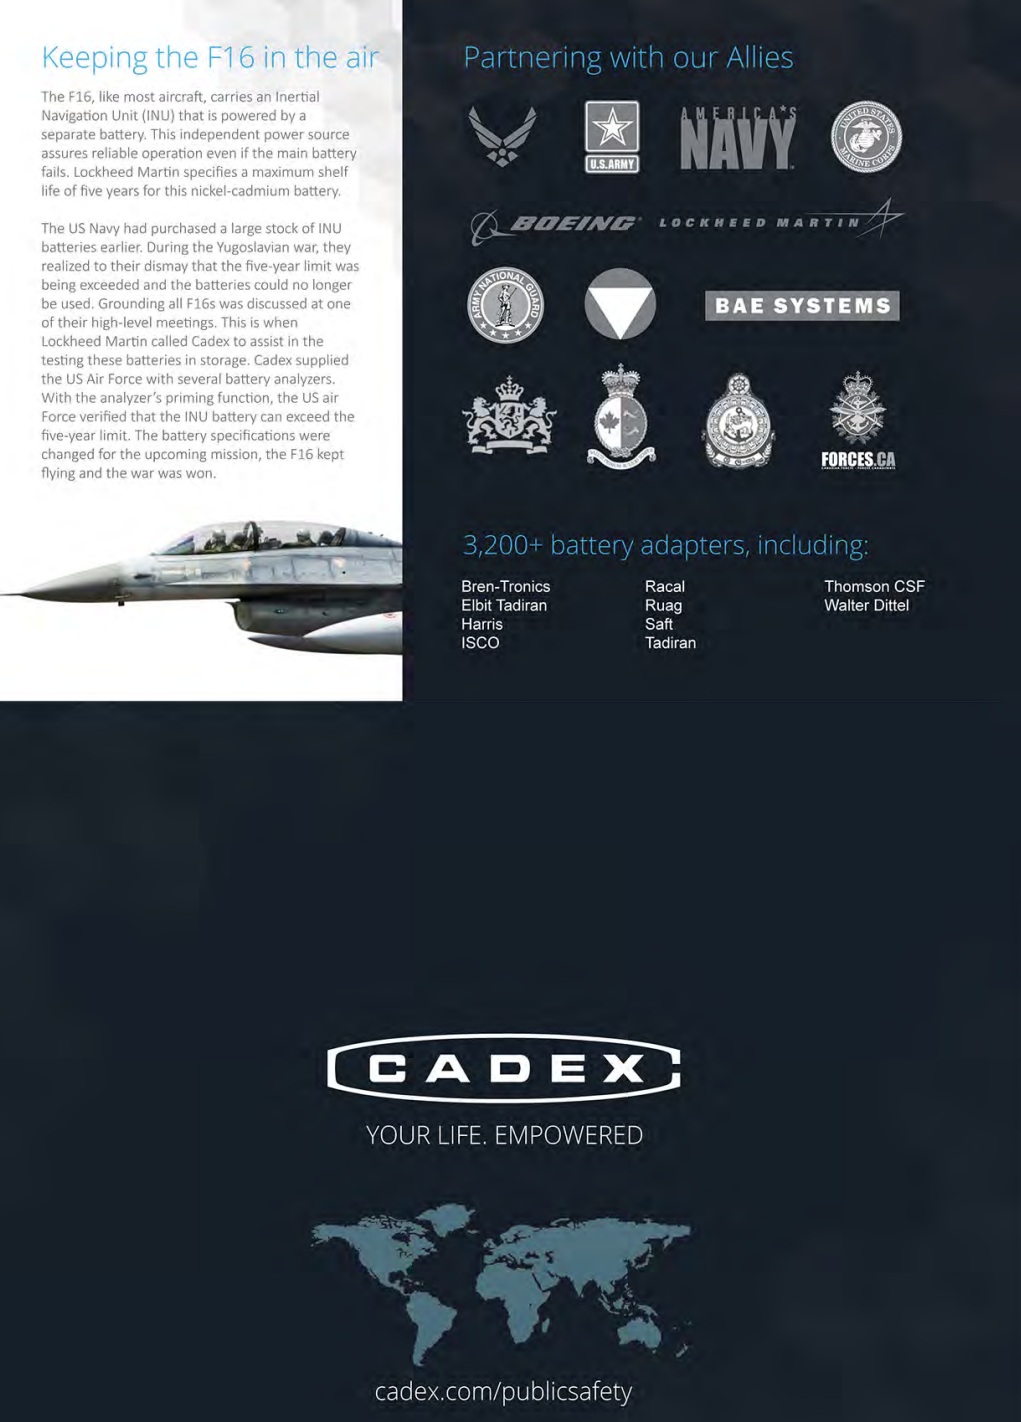 Keeping the F16 in the air
The F16, like most aircraft, carries an Inertial
Navigation Unit (INU) that is powered by a
separate battery. This independent power source
assures reliable operation even if the main battery
fails. Lockheed Martin specifies a maximum shelf
life of five years for this nickel-cadmium battery.
The US Navy had purchased a large stock of INU
batteries earlier. During the Yugoslavian war, they
realized to their dismay that the five-year limit was
being exceeded and the batteries could no longer
be used. Grounding all F16s was discussed at one
of their high-level meetings. This is when
Lockheed Martin called Cadex to assist in the
testing these batteries in storage. Cadex supplied
the US Air Force with several battery analyzers.
With the analyzer's priming function, the US air
Force verified that the INU battery can exceed the
five-year limit. The battery specifications were
changed for the upcoming mission, the F16 kept
flying and the war was won.
Partnering with our Allies
U.S.ARMY
AMERICA'S
NAVY
UNITED STATES
MARINE CORPS
BOEING
LOCKHEED MARTIN
ARMY NATIONAL GUARD
BAE SYSTEMS
FORCES.CA
3,200+ battery adapters, including:
Bren-Tronics
Elbit Tadiran
Harris
ISCO
Racal
Ruag
Saft
Tadiran
Thomson CSF
Walter Dittel
CADEX
YOUR LIFE. EMPOWERED
cadex.com/publicsafety